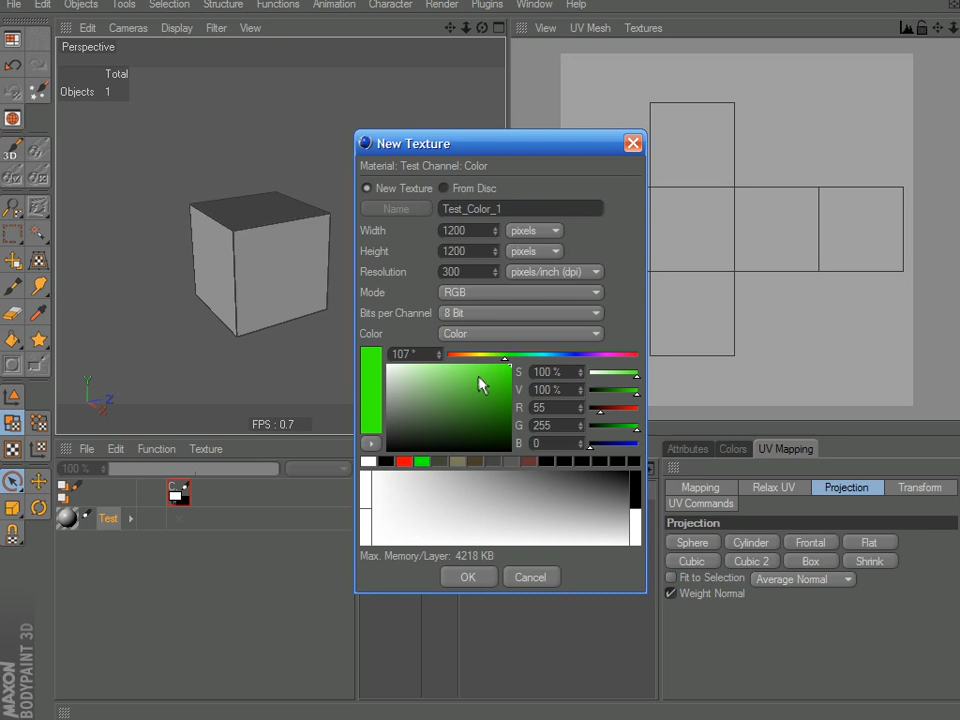 File Edit Objects Tools Selection Structure Functions Animation Character Render Plugins Window Help
Edit Cameras Display Filter View
View UV Mesh Textures
Perspective
Total
Objects 1
3D
Y
Z
X
FPS : 0.7
New Texture
Material: Test Channel: Color
New Texture From Disc
Name Test_Color_1
Width 1200 pixels
Height 1200 pixels
Resolution 300 pixels/inch (dpi)
Mode RGB
Bits per Channel 8 Bit
Color Color
107 °
S 100 %
V 100 %
R 55
G 255
B 0
Max. Memory/Layer: 4218 KB
OK Cancel
File Edit Function Texture
100 %
C.
Test
Attributes Colors UV Mapping
Mapping Relax UV Projection Transform
UV Commands
Projection
Sphere Cylinder Frontal Flat
Cubic Cubic 2 Box Shrink
Fit to Selection Average Normal
Weight Normal
MAXON
BODYPAINT 3D